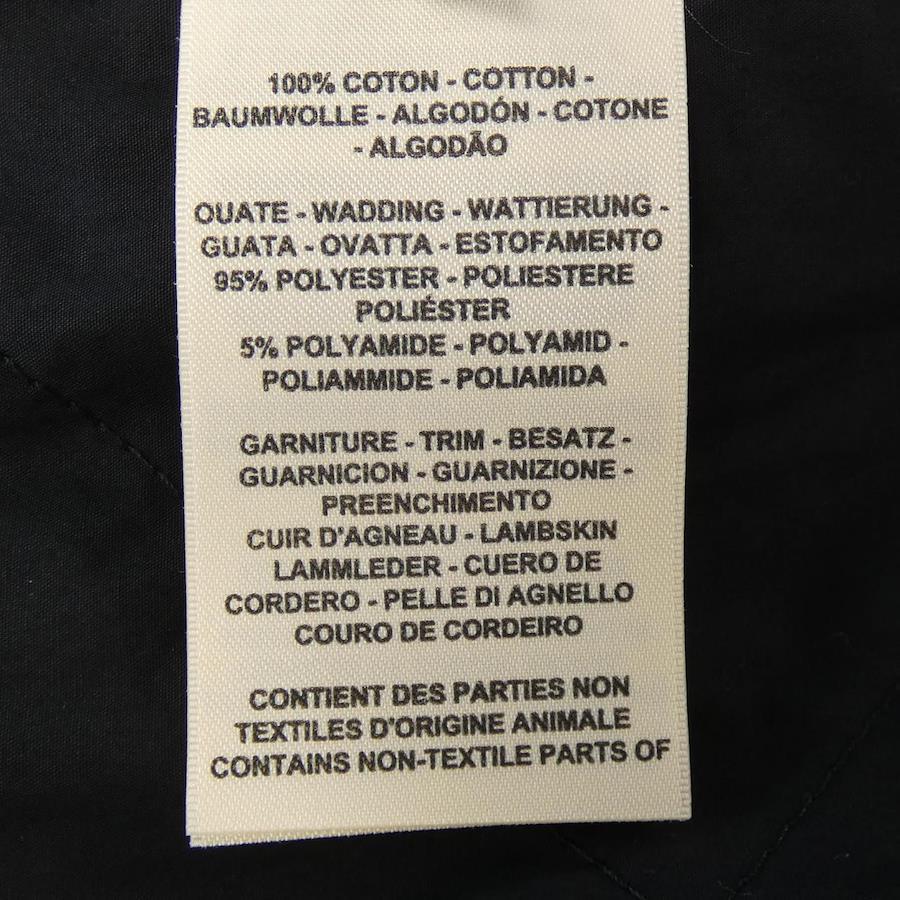 100% COTON - COTTON -
BAUMWOLLE - ALGODÓN - COTONE
- ALGODÃO
OUATE - WADDING - WATTIERUNG -
GUATA - OVATTA - ESTOFAMENTO
95% POLYESTER - POLIESTERE
POLIÉSTER
5% POLYAMIDE - POLYAMID -
POLIAMMIDE - POLIAMIDA
GARNITURE - TRIM - BESATZ -
GUARNICION - GUARNIZIONE -
PREENCHIMENTO
CUIR D'AGNEAU - LAMBSKIN
LAMMLEDER - CUERO DE
CORDERO - PELLE DI AGNELLO
COURO DE CORDEIRO
CONTIENT DES PARTIES NON
TEXTILES D'ORIGINE ANIMALE
CONTAINS NON-TEXTILE PARTS OF